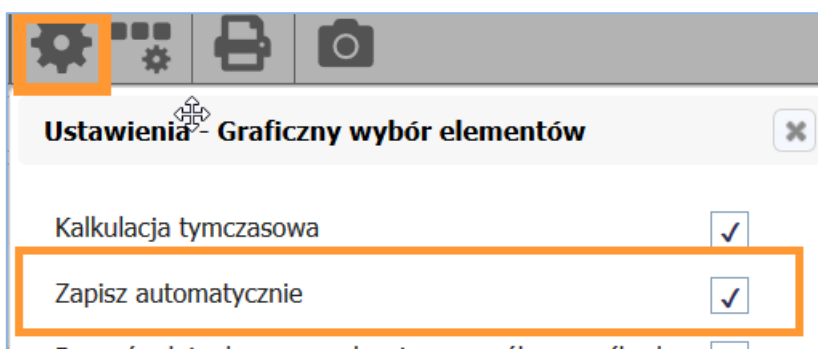 Ustawienia - Graficzny wybór elementów
Kalkulacja tymczasowa
Zapisz automatycznie